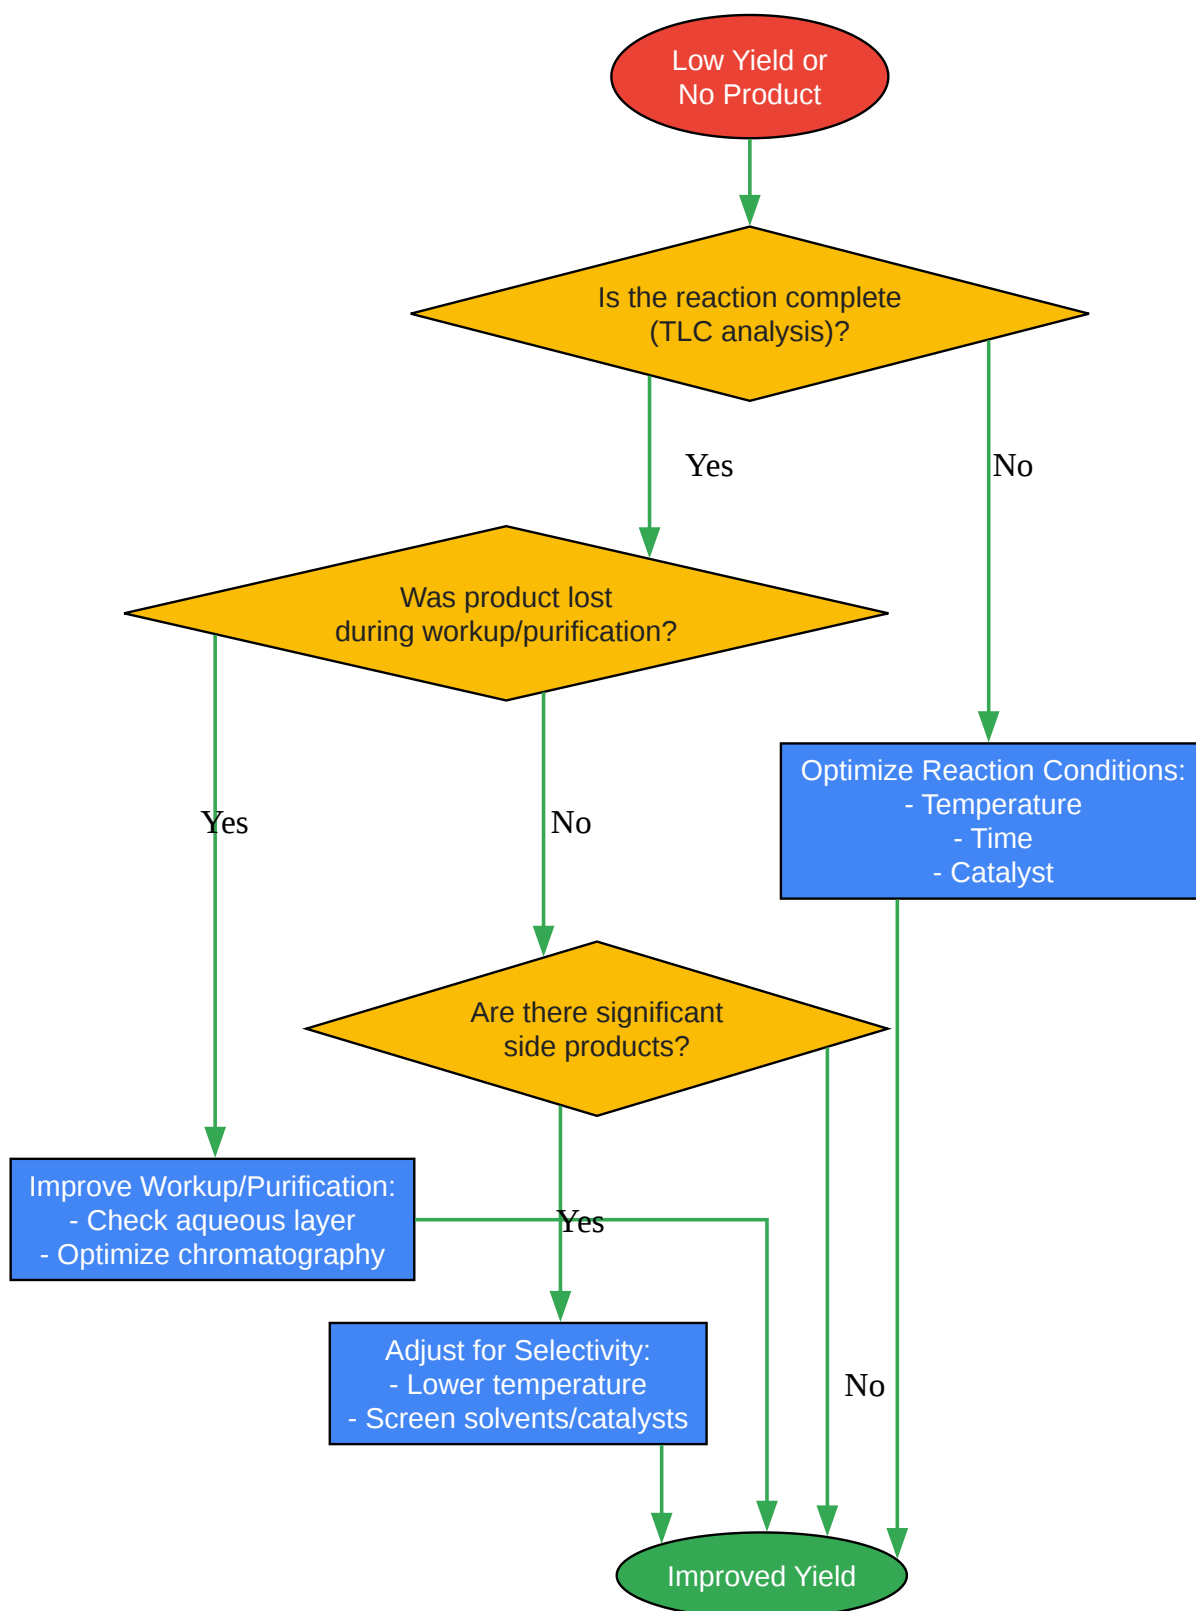 Low Yield or
No Product
Is the reaction complete
(TLC analysis)?
Yes
No
Was product lost
during workup/purification?
Optimize Reaction Conditions:
- Temperature
- Time
- Catalyst
Yes
No
Are there significant
side products?
Improve Workup/Purification:
- Check aqueous layer
- Optimize chromatography
Yes
Adjust for Selectivity:
- Lower temperature
- Screen solvents/catalysts
No
Improved Yield